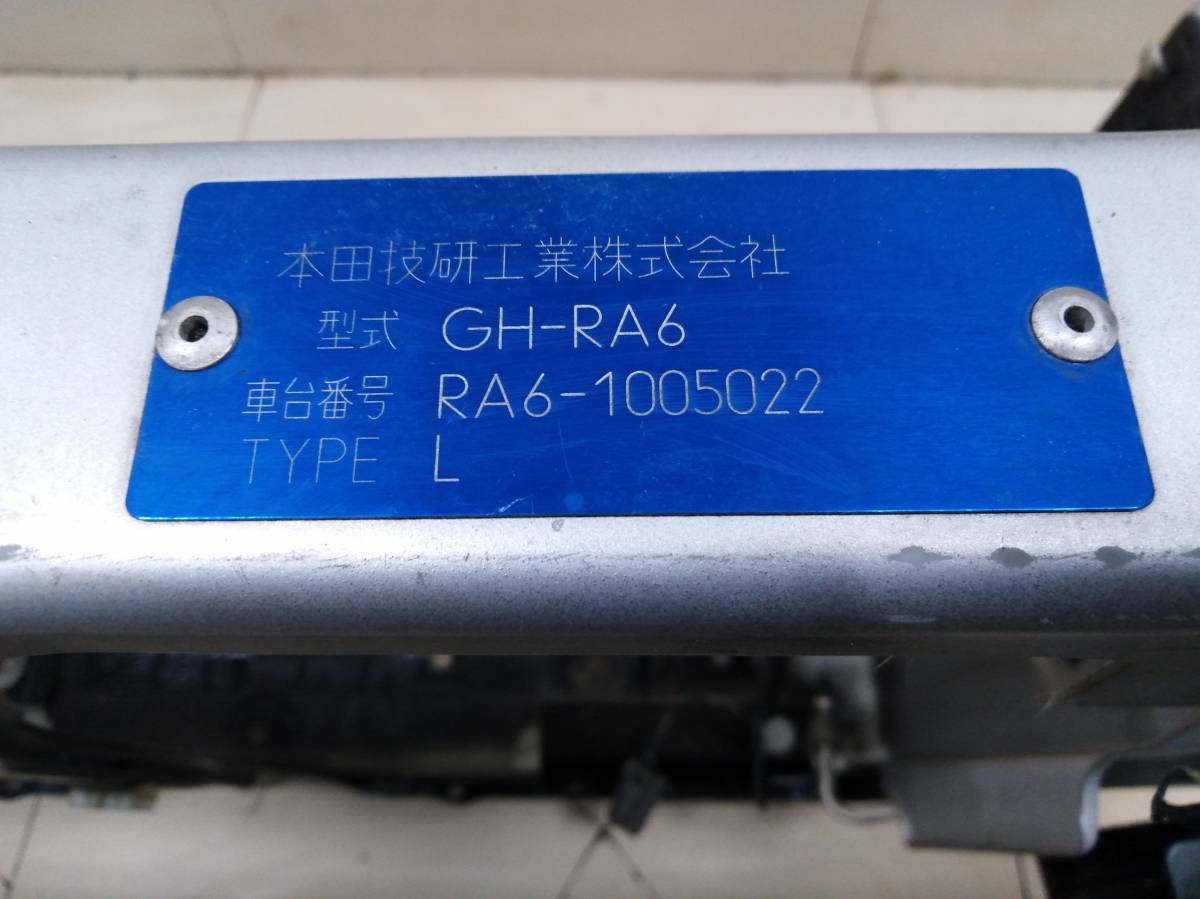 本田技研工業株式会社
型式 GH-RA6
車台番号 RA6-1005022
TYPE L